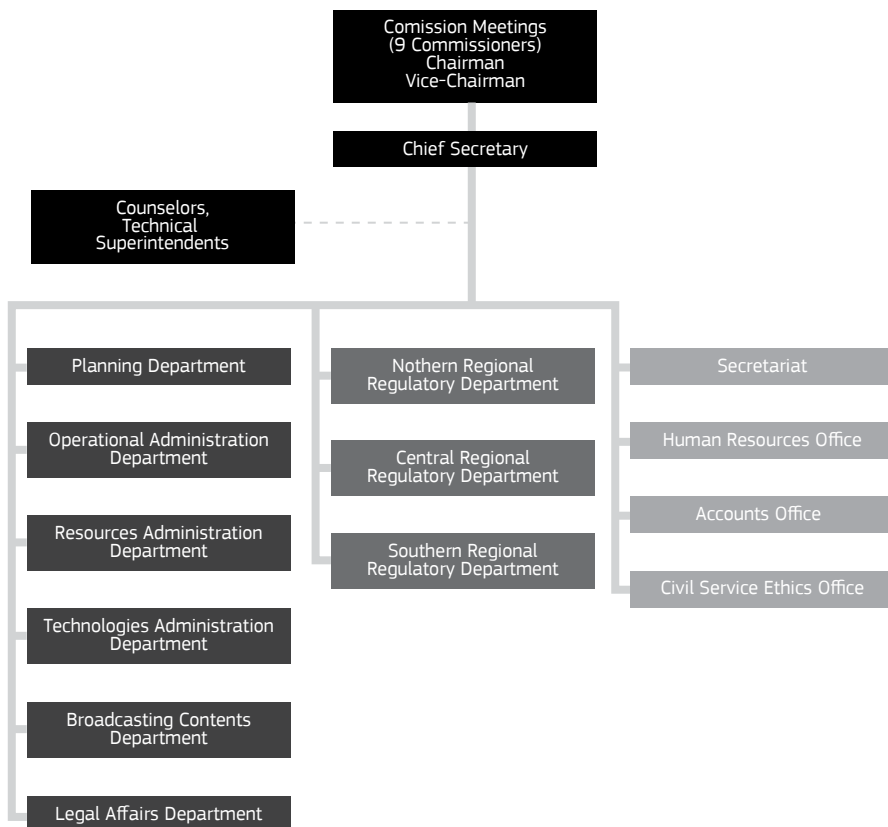 Comission Meetings
(9 Commissioners)
Chairman
Vice-Chairman
Chief Secretary
Counselors,
Technical
Superintendents
Planning Department
Operational Administration
Department
Resources Administration
Department
Technologies Administration
Department
Broadcasting Contents
Department
Legal Affairs Department
Nothern Regional
Regulatory Department
Central Regional
Regulatory Department
Southern Regional
Regulatory Department
Secretariat
Human Resources Office
Accounts Office
Civil Service Ethics Office